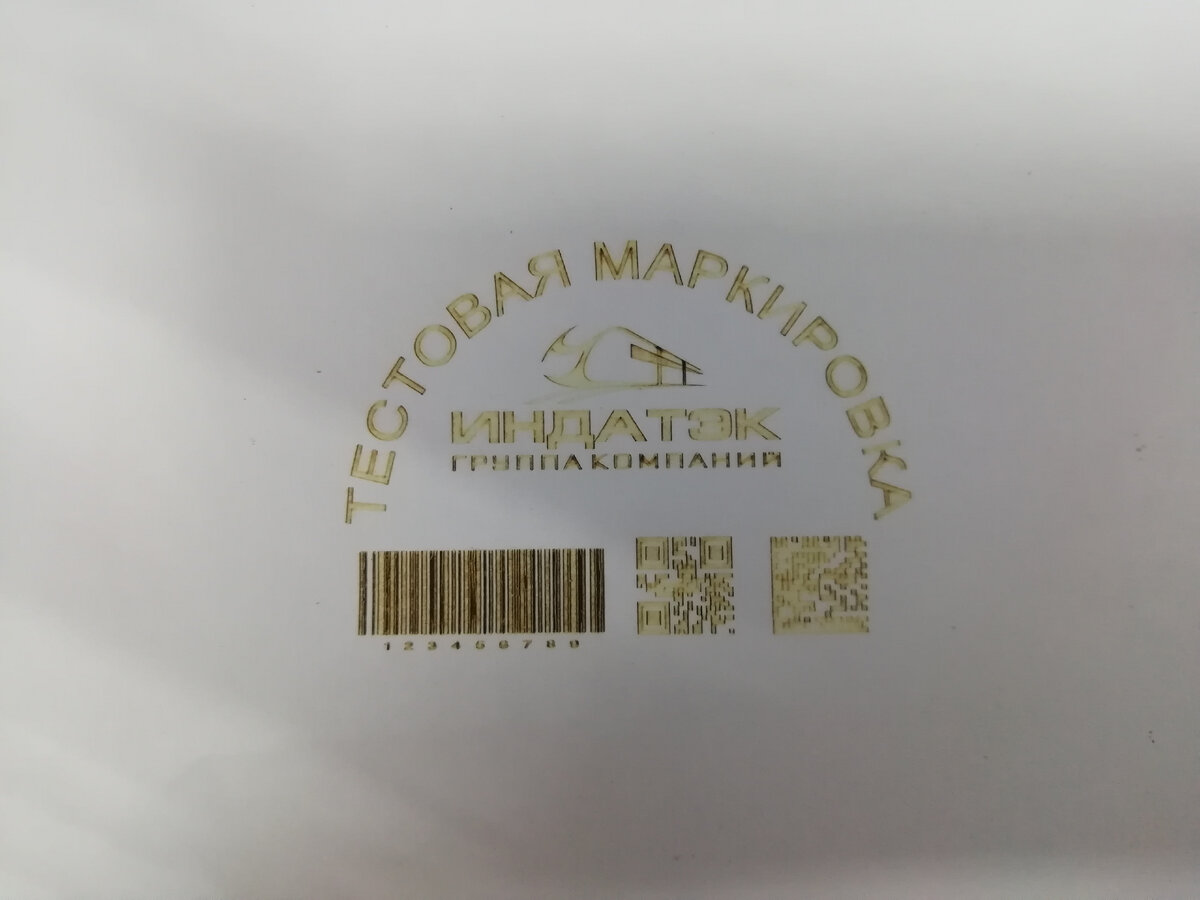 ТЕСТОВАЯ МАРКИРОВКА
ИНДАТЭК
ГРУППА КОМПАНИЙ
123456789